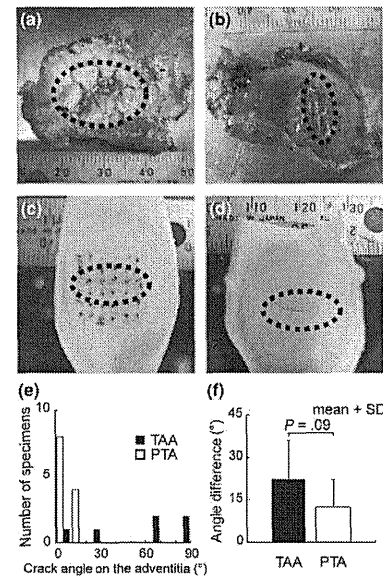 (a)
(b)
20 30 40 50
(c)
(d)
110 120 130
(e)
10
5
0
Number of specimens
TAA
PTA
0 30 60 90
Crack angle on the adventitia (°)
(f)
mean + SD
P = .09
45
30
15
0
Angle difference (°)
TAA PTA